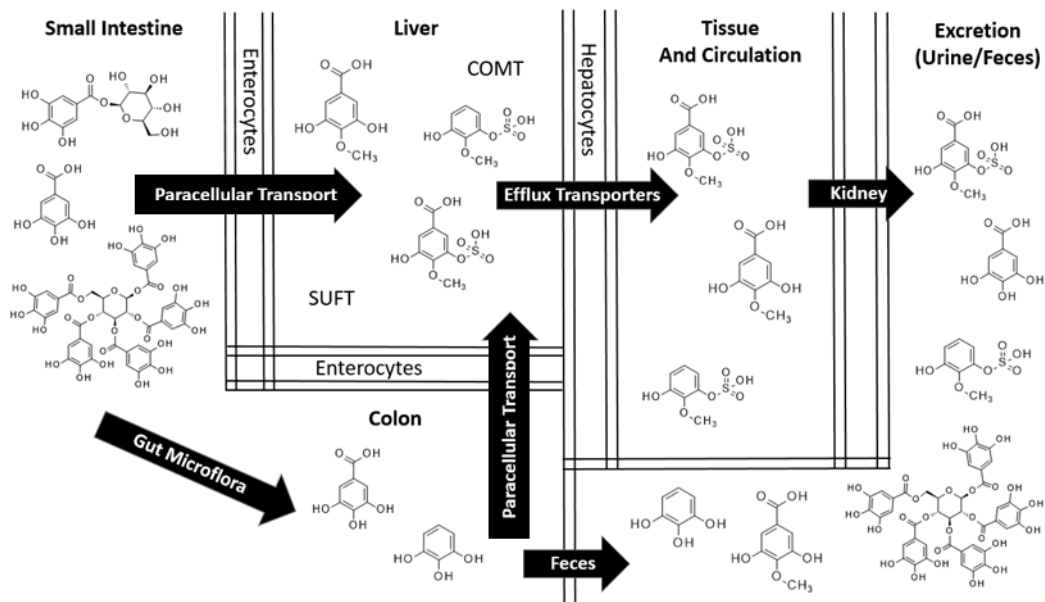 Small Intestine
Enterocytes
Liver
COMT
Hepatocytes
Tissue
And Circulation
Excretion
(Urine/Feces)
Paracellular Transport
Efflux Transporters
Kidney
SUFT
Enterocytes
Paracellular Transport
Colon
Gut Microflora
Feces